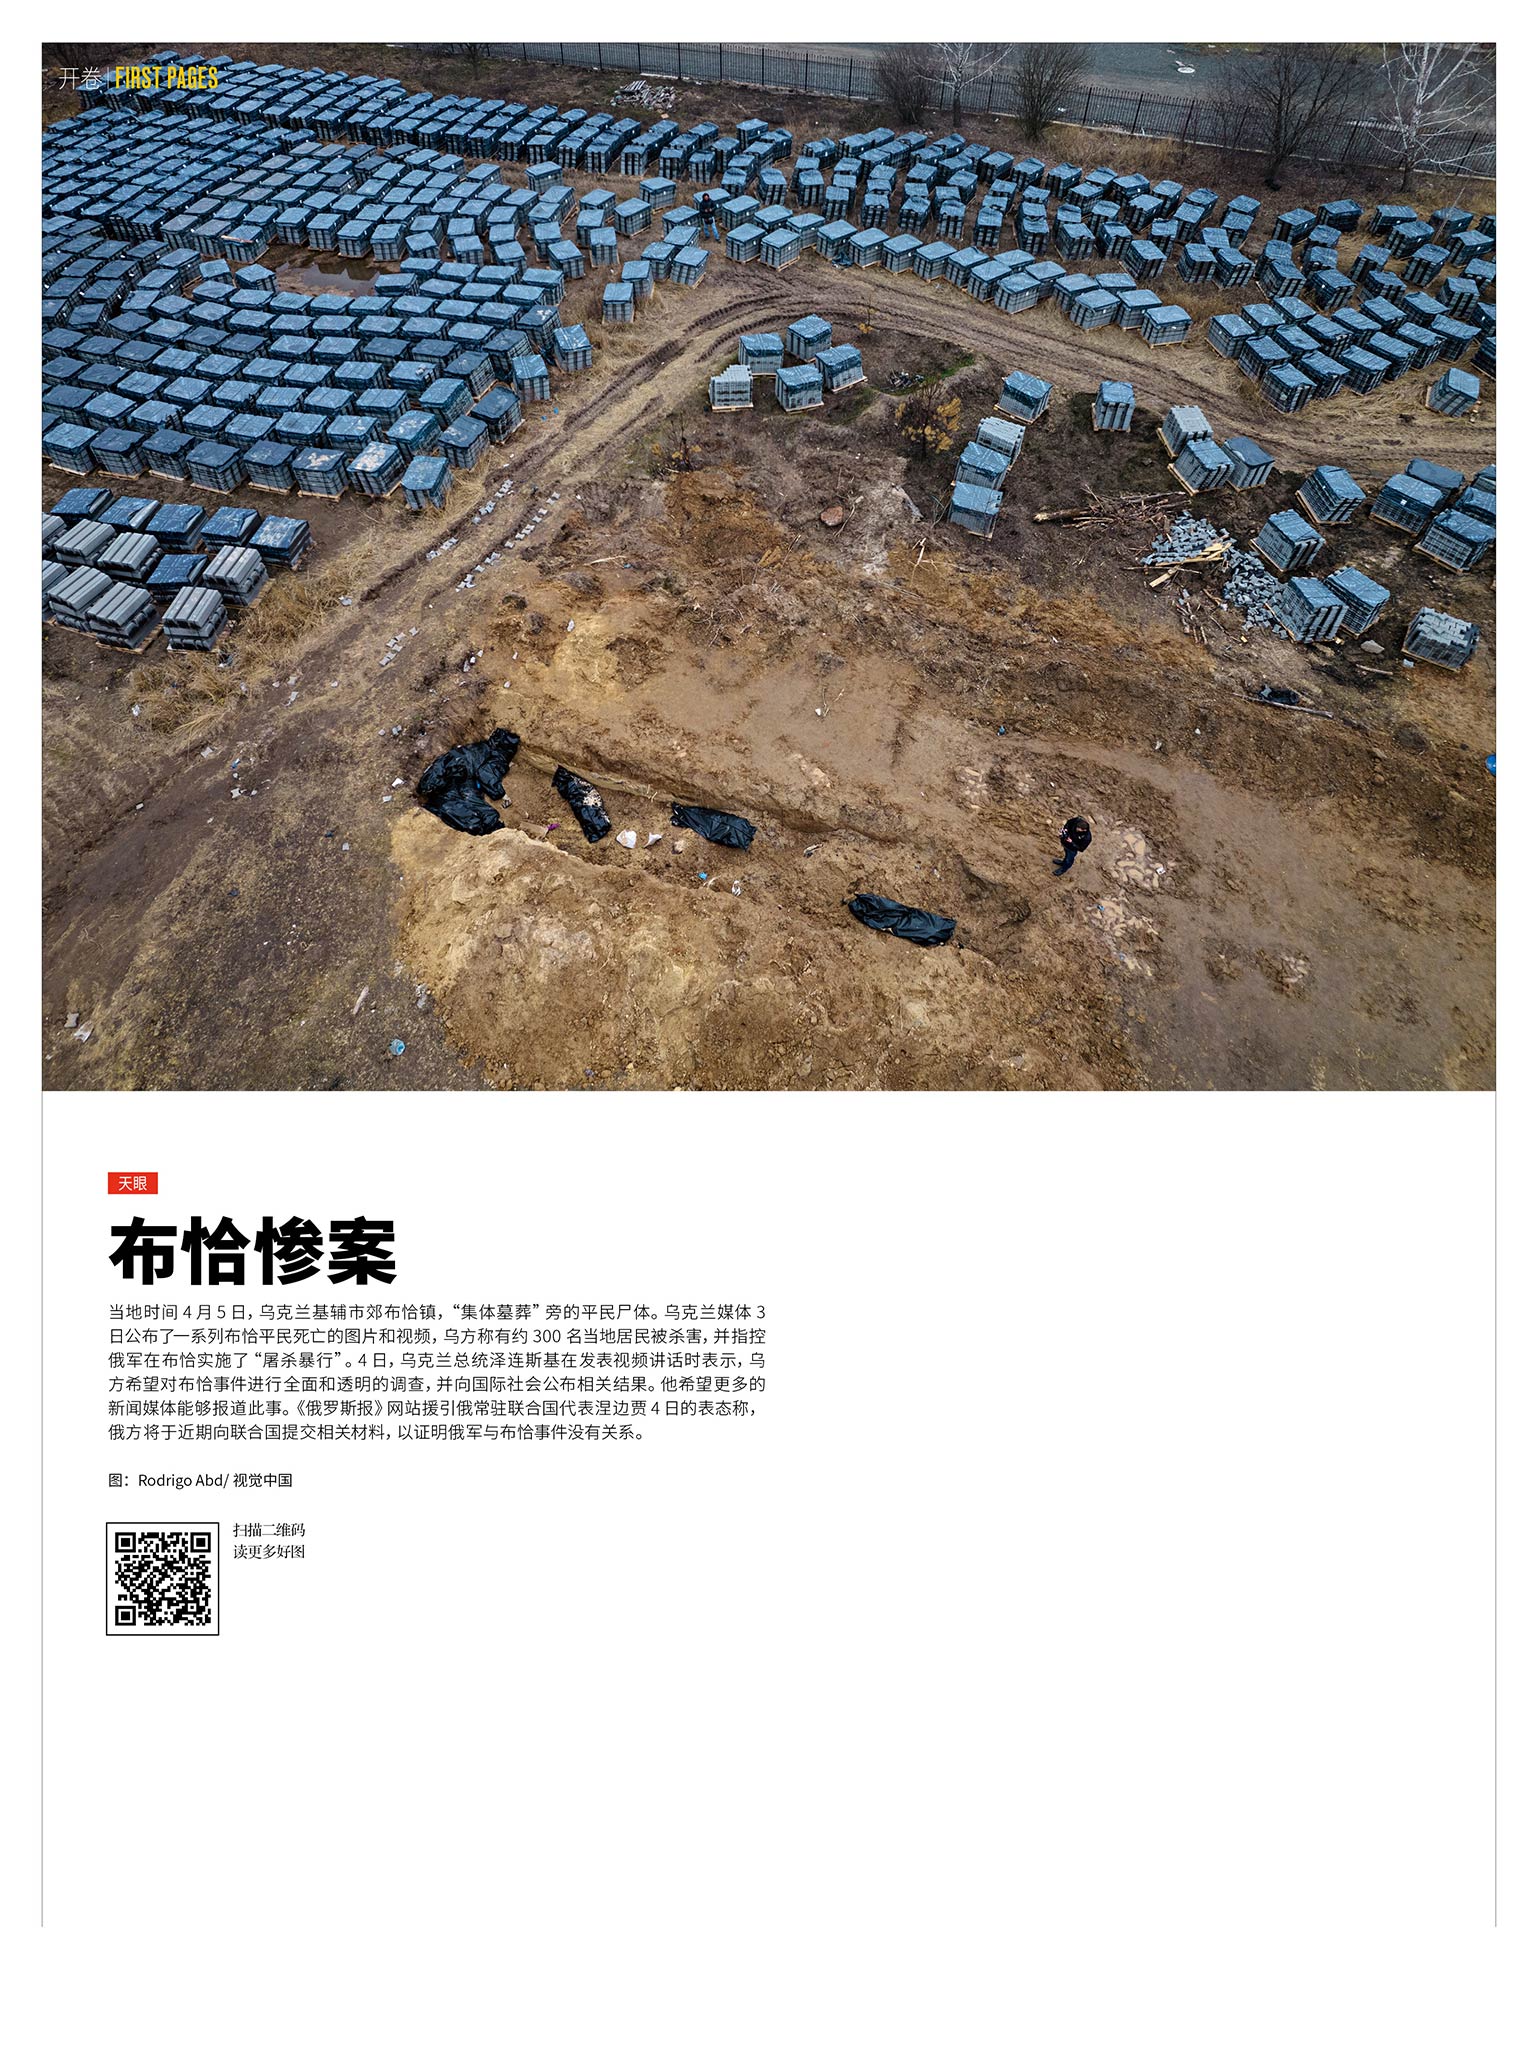 开卷 | FIRST PAGES
天眼
布恰惨案
当地时间 4 月 5 日，乌克兰基辅市郊布恰镇，“集体墓葬”旁的平民尸体。乌克兰媒体 3
日公布了一系列布恰平民死亡的图片和视频，乌方称有约 300 名当地居民被杀害，并指控
俄军在布恰实施了“屠杀暴行”。4 日，乌克兰总统泽连斯基在发表视频讲话时表示，乌
方希望对布恰事件进行全面和透明的调查，并向国际社会公布相关结果。他希望更多的
新闻媒体能够报道此事。《俄罗斯报》网站援引俄常驻联合国代表涅边贾 4 日的表态称，
俄方将于近期向联合国提交相关材料，以证明俄军与布恰事件没有关系。
图：Rodrigo Abd/ 视觉中国
扫描二维码
读更多好图